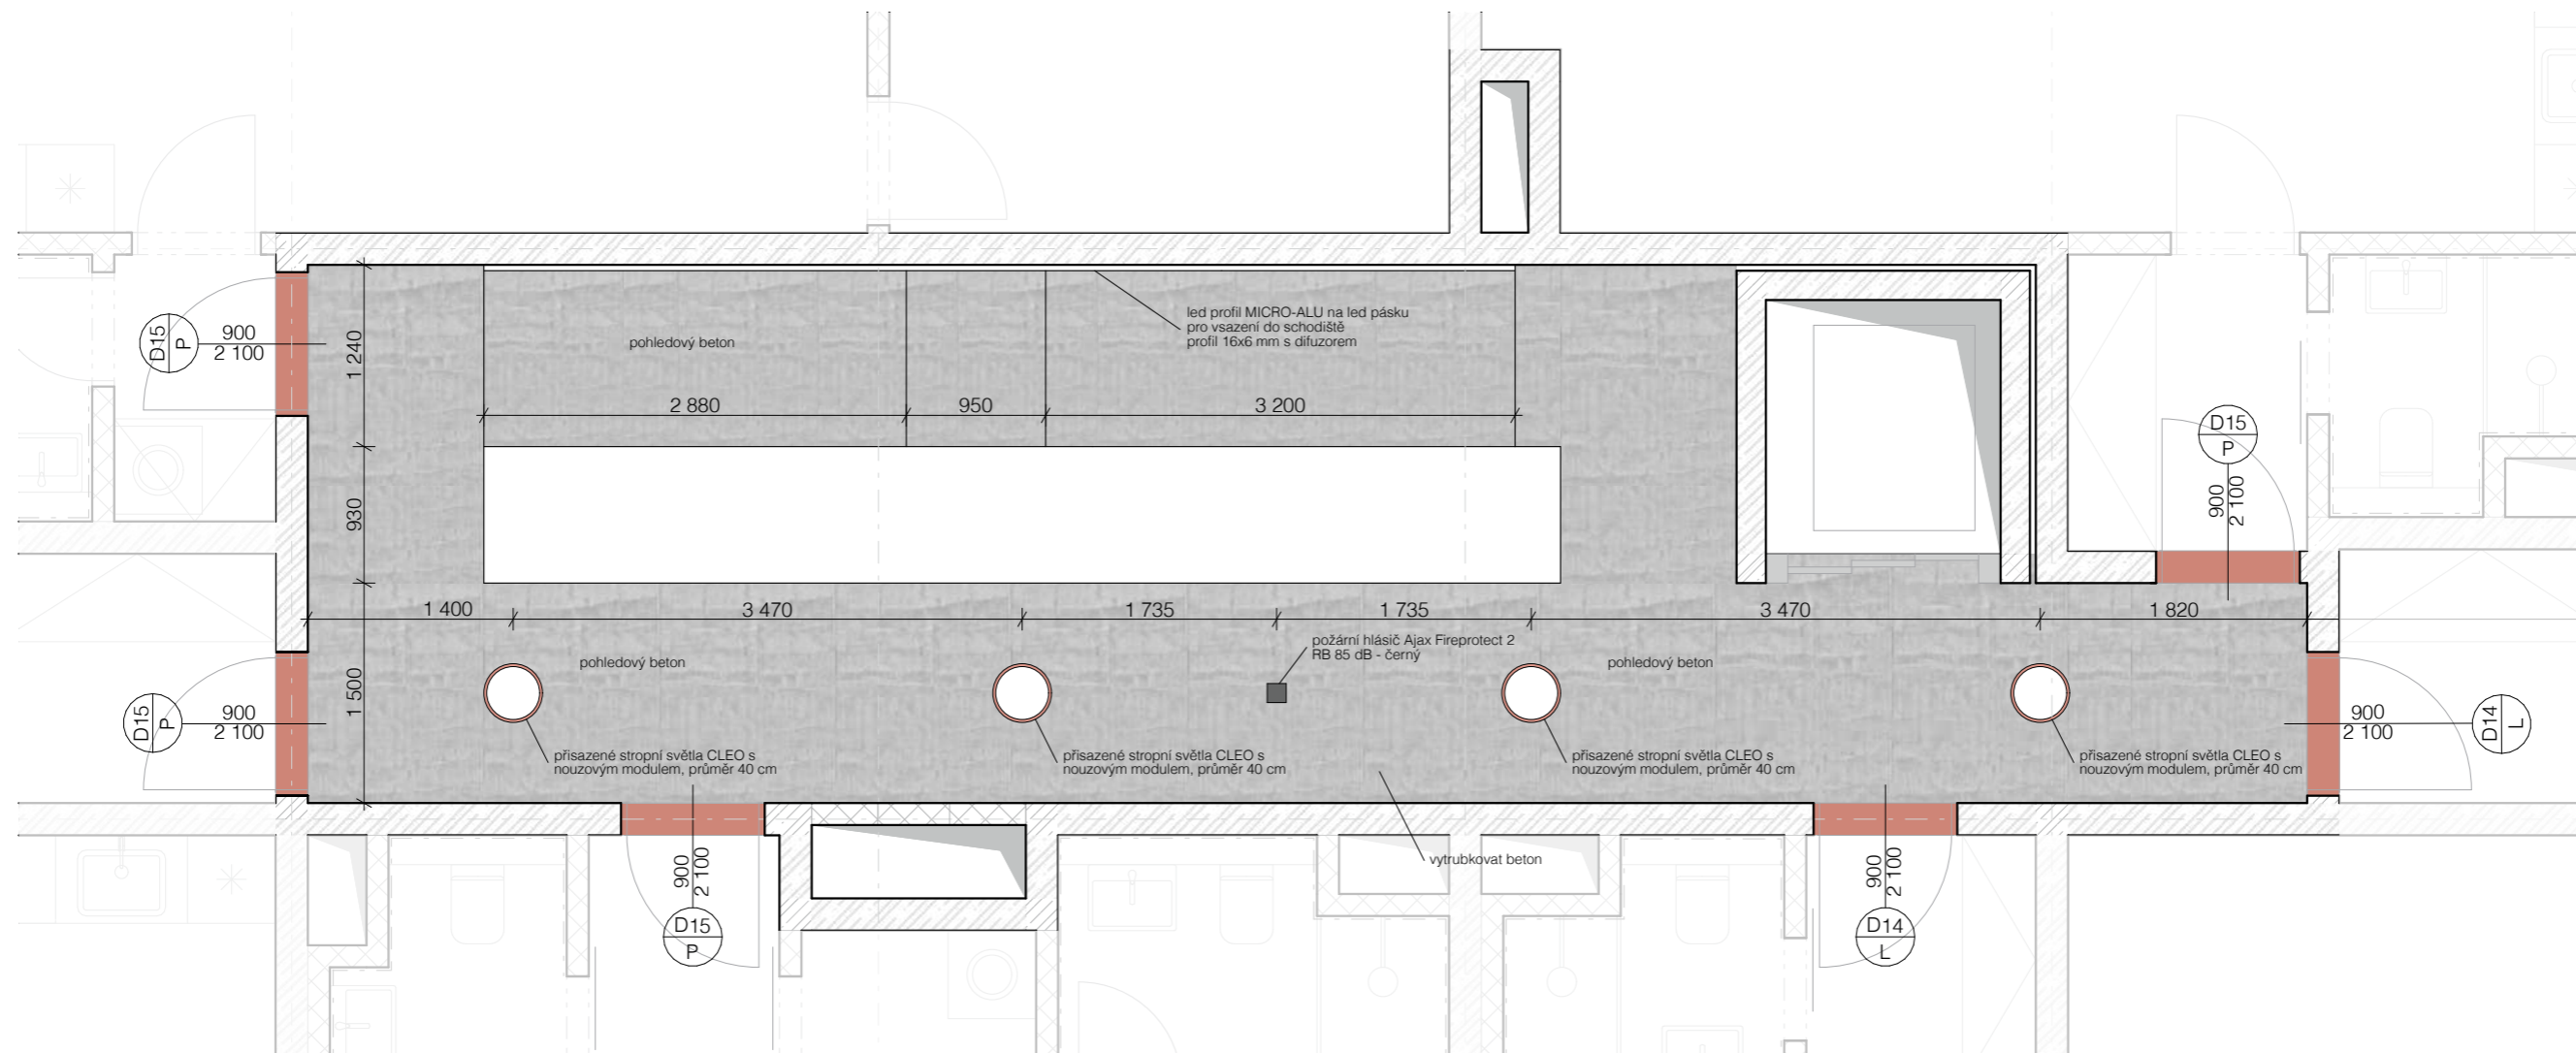 led profil MICRO-ALU na led pásku
pro vsazení do schodiště
profil 16x6 mm s difuzorem
D15
P
900
2 100
1 240
pohledový beton
2 880
950
3 200
D15
P
900
2 100
930
1 400
3 470
1 735
1 735
3 470
1 820
požární hlásič Ajax Fireprotect 2
RB 85 dB - černý
pohledový beton
pohledový beton
1 500
D15
P
900
2 100
900
2 100
D14
L
přisazené stropní světla CLEO s
nouzovým modulem, průměr 40 cm
přisazené stropní světla CLEO s
nouzovým modulem, průměr 40 cm
přisazené stropní světla CLEO s
nouzovým modulem, průměr 40 cm
přisazené stropní světla CLEO s
nouzovým modulem, průměr 40 cm
vytrubkovat beton
900
2 100
D15
P
900
2 100
D14
L